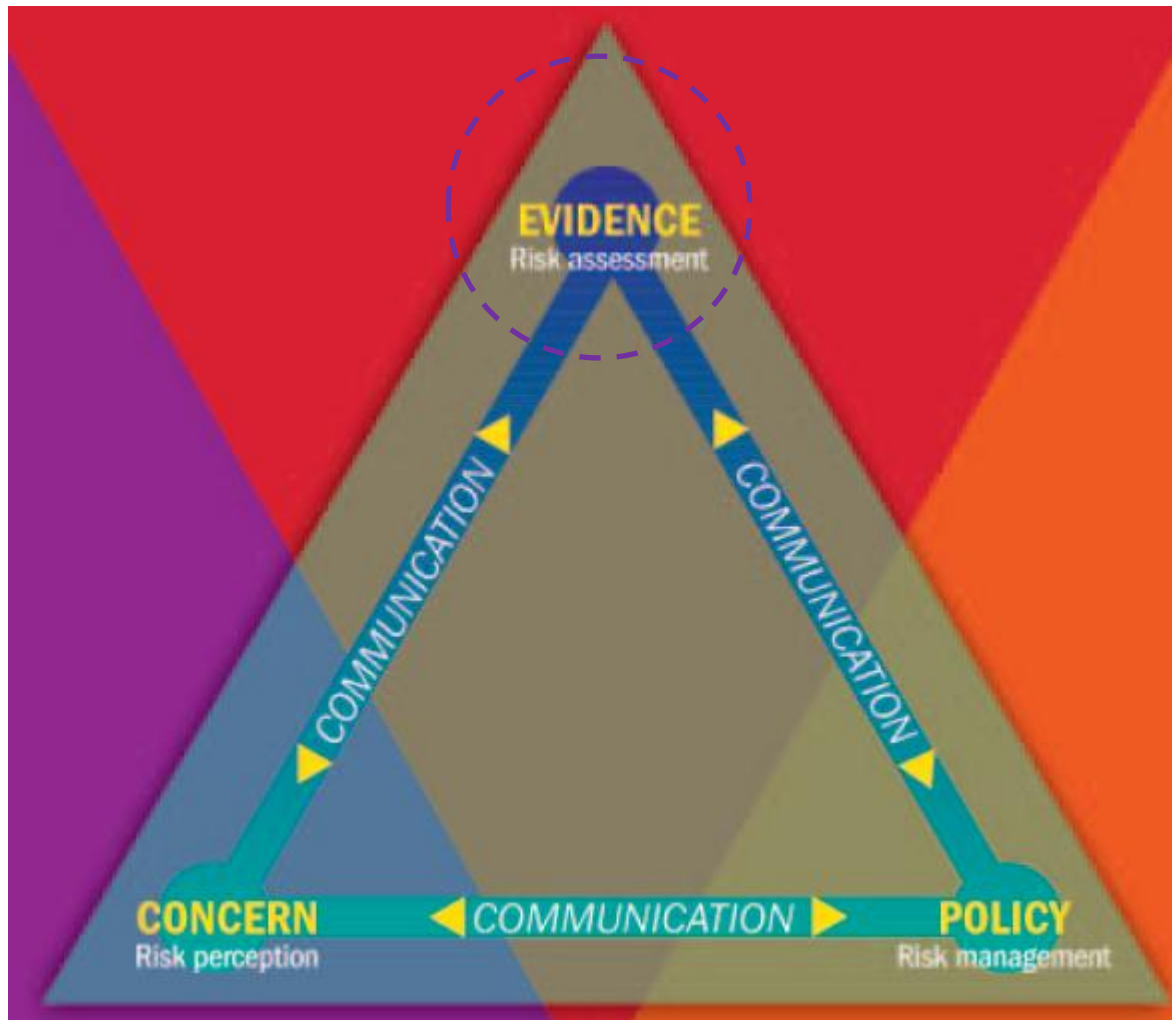 EVIDENCE
Risk assessment
COMMUNICATION
COMMUNICATION
CONCERN
Risk perception
COMMUNICATION
POLICY
Risk management